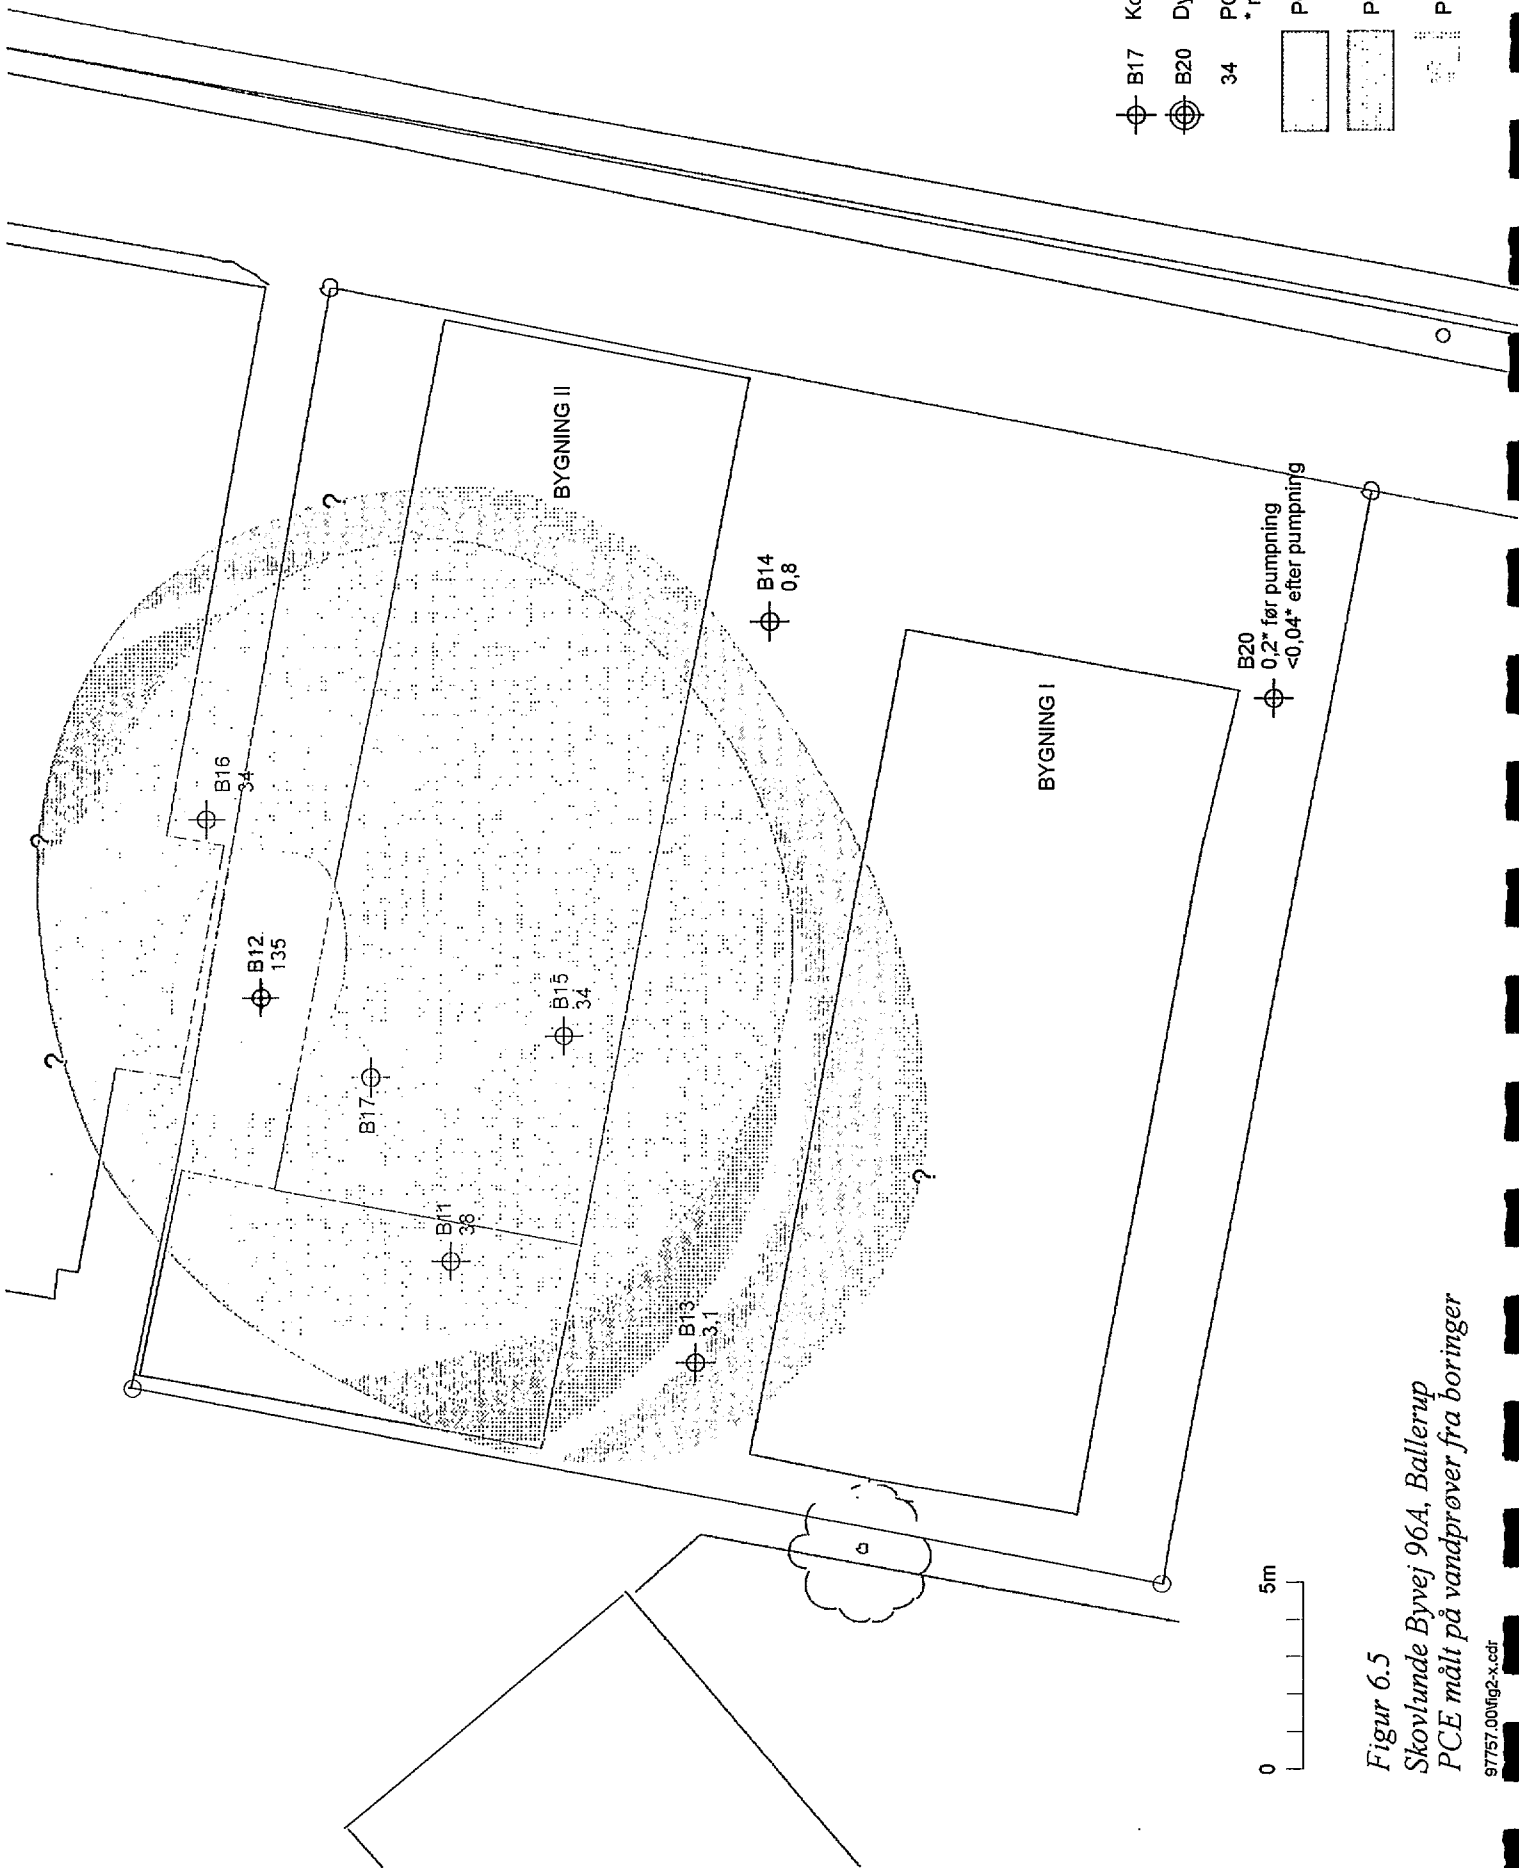 B17
B20
34
BYGNING II
?
B14
0,8
B16
34
?
B12
135
B15
34
?
B17
B11
38
B13
3,1
?
BYGNING I
B20
0,2* før pumpning
<0,04* efter pumpning
0
5m
Figur 6.5
Skovlunde Byvej 96A, Ballerup
PCE målt på vandprøver fra boringer
97757.00\fig2-x.cdr